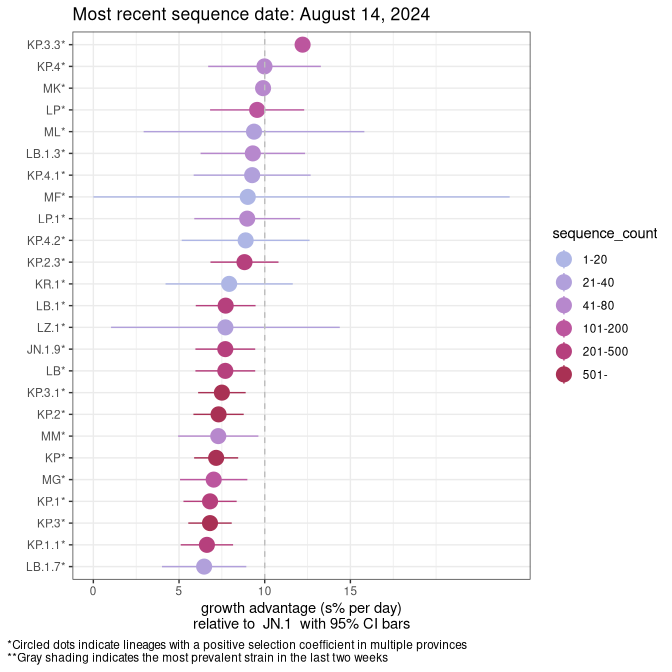 Most recent sequence date: August 14, 2024
KP.3.3*
KP.4*
MK*
LP*
ML*
LB.1.3*
KP.4.1*
MF*
LP.1*
KP.4.2*
KP.2.3*
KR.1*
LB.1*
LZ.1*
JN.1.9*
LB*
KP.3.1*
KP.2*
MM*
KP*
MG*
KP.1*
KP.3*
KP.1.1*
LB.1.7*
0 5 10 15
growth advantage (s% per day)
relative to JN.1 with 95% CI bars
sequence_count
1-20
21-40
41-80
101-200
201-500
501-
*Circled dots indicate lineages with a positive selection coefficient in multiple provinces
**Gray shading indicates the most prevalent strain in the last two weeks